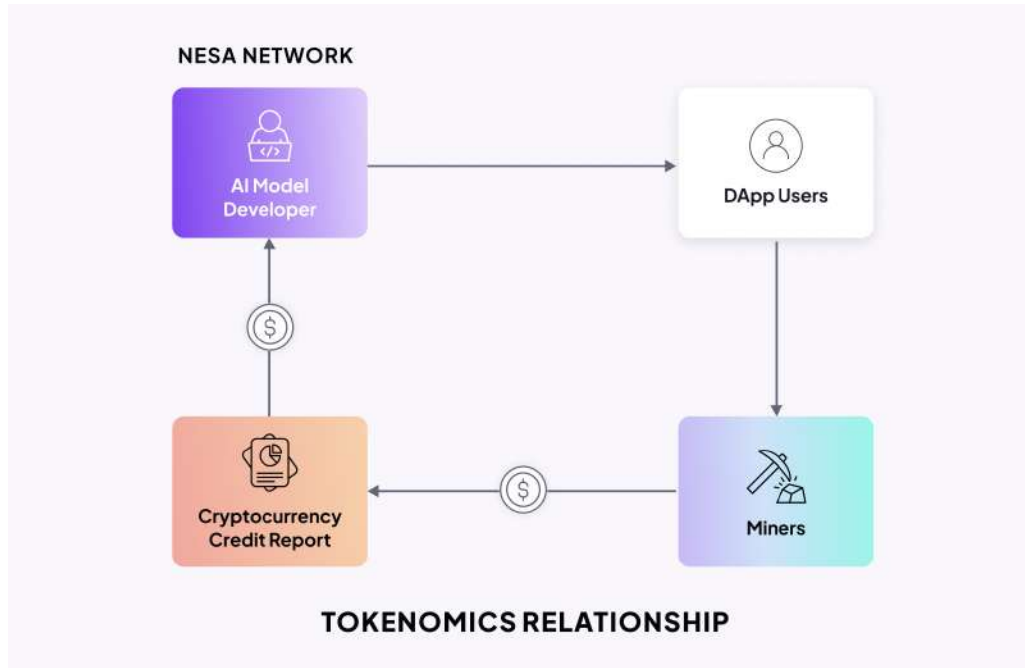 NESA NETWORK
</>
AI Model
Developer
DApp Users
$
$
Cryptocurrency
Credit Report
Miners
TOKENOMICS RELATIONSHIP